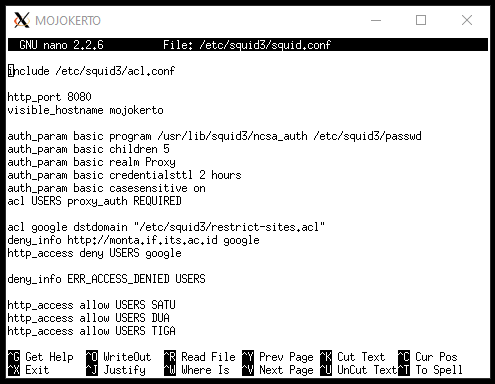 MOJOKERTO
GNU nano 2.2.6 File: /etc/squid3/squid.conf
include /etc/squid3/acl.conf
http_port 8080
visible_hostname mojokerto
auth_param basic program /usr/lib/squid3/ncsa_auth /etc/squid3/passwd
auth_param basic children 5
auth_param basic realm Proxy
auth_param basic credentialsttl 2 hours
auth_param basic casesensitive on
acl USERS proxy_auth REQUIRED
acl google dstdomain "/etc/squid3/restrict-sites.acl"
deny_info http://monta.if.its.ac.id google
http_access deny USERS google
deny_info ERR_ACCESS_DENIED USERS
http_access allow USERS SATU
http_access allow USERS DUA
http_access allow USERS TIGA
^G Get Help ^O WriteOut ^R Read File ^Y Prev Page ^K Cut Text ^C Cur Pos
^X Exit ^J Justify ^W Where Is ^V Next Page ^U UnCut Text ^T To Spell